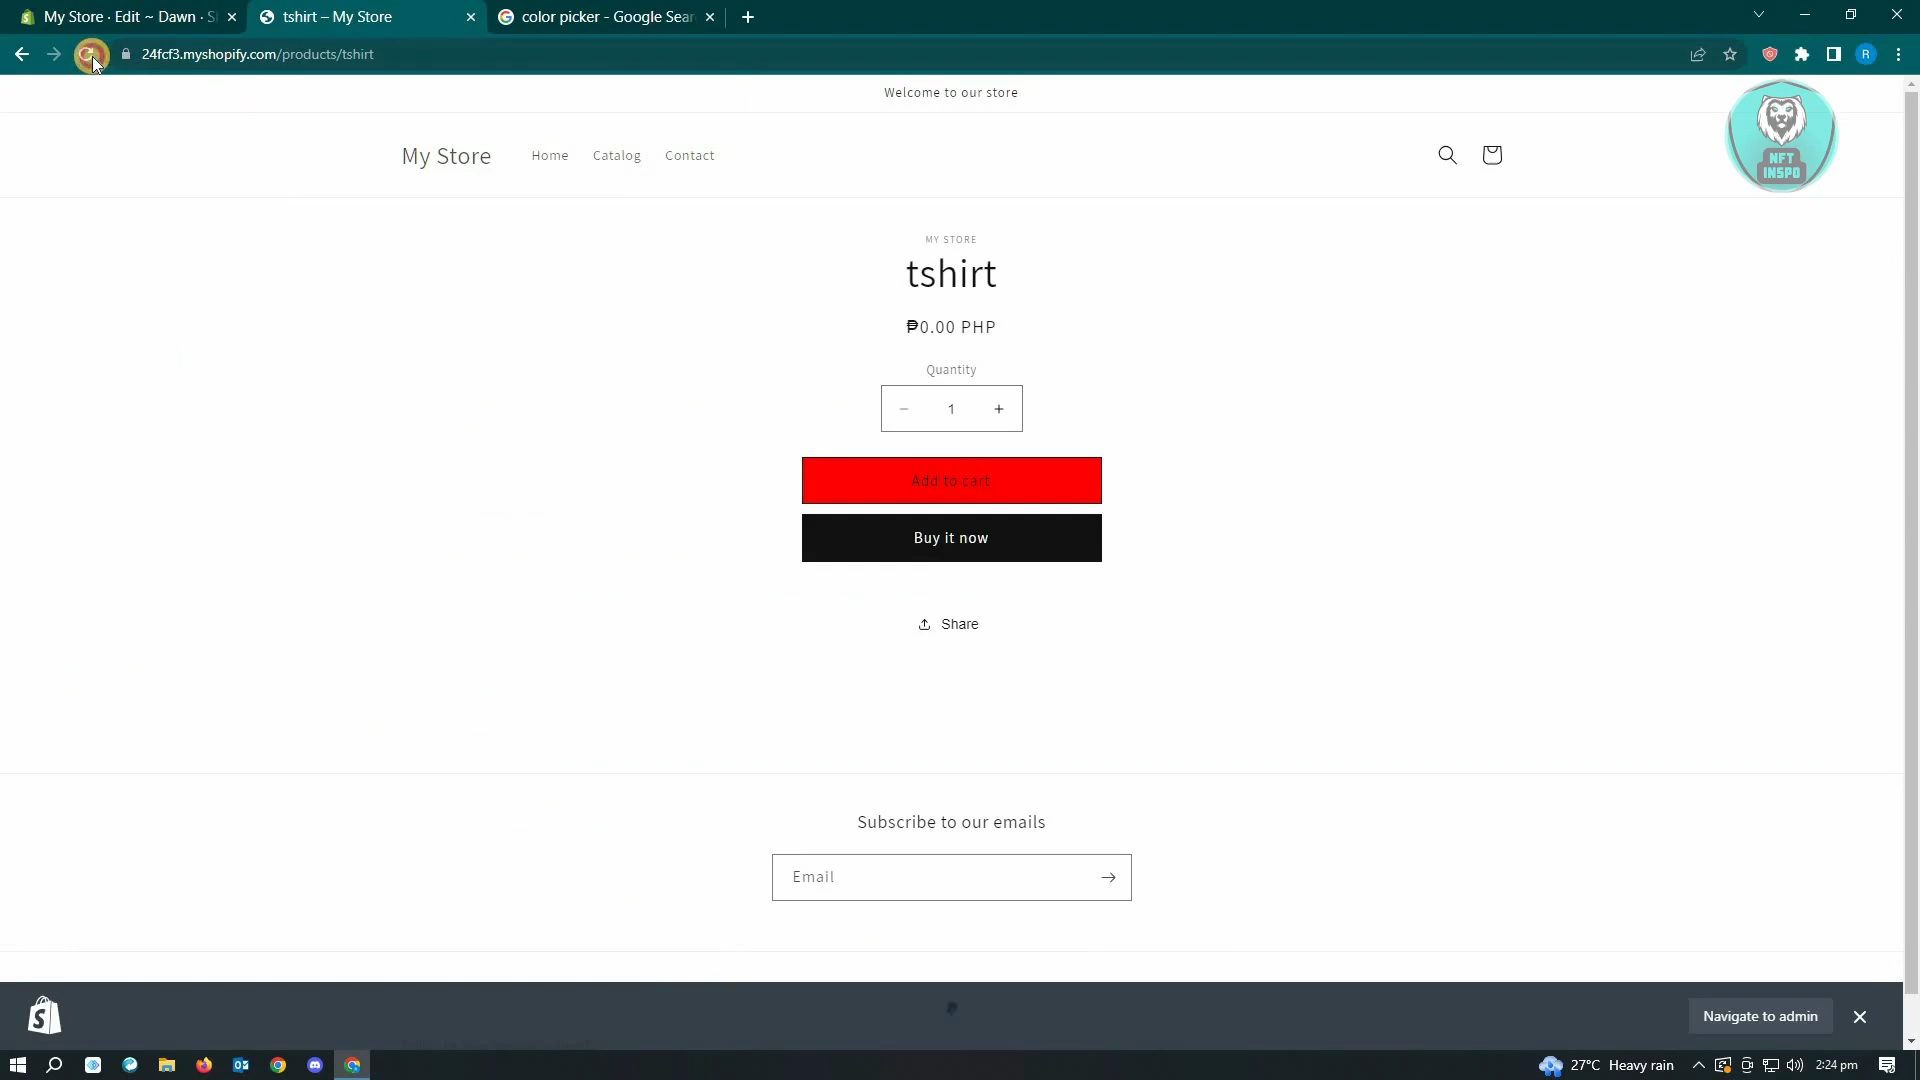 My Store · Edit ~ Dawn · S
tshirt – My Store
color picker - Google Sear
24fcf3.myshopify.com/products/tshirt
R
Welcome to our store
NFT
INSPO
My Store
Home
Catalog
Contact
MY STORE
tshirt
₱0.00 PHP
Quantity
1
Add to cart
Buy it now
Share
Subscribe to our emails
Email
Navigate to admin
27°C Heavy rain
2:24 pm